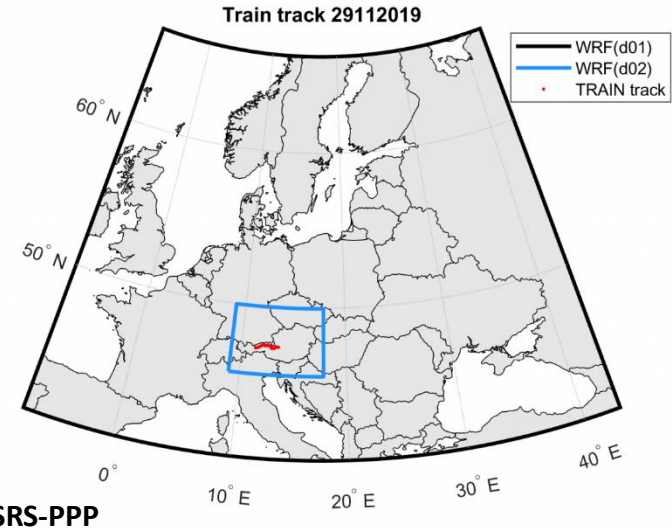 Train track 29112019
WRF(d01)
WRF(d02)
TRAIN track
60° N
50° N
0°
10° E
20° E
30° E
40° E
SRS-PPP